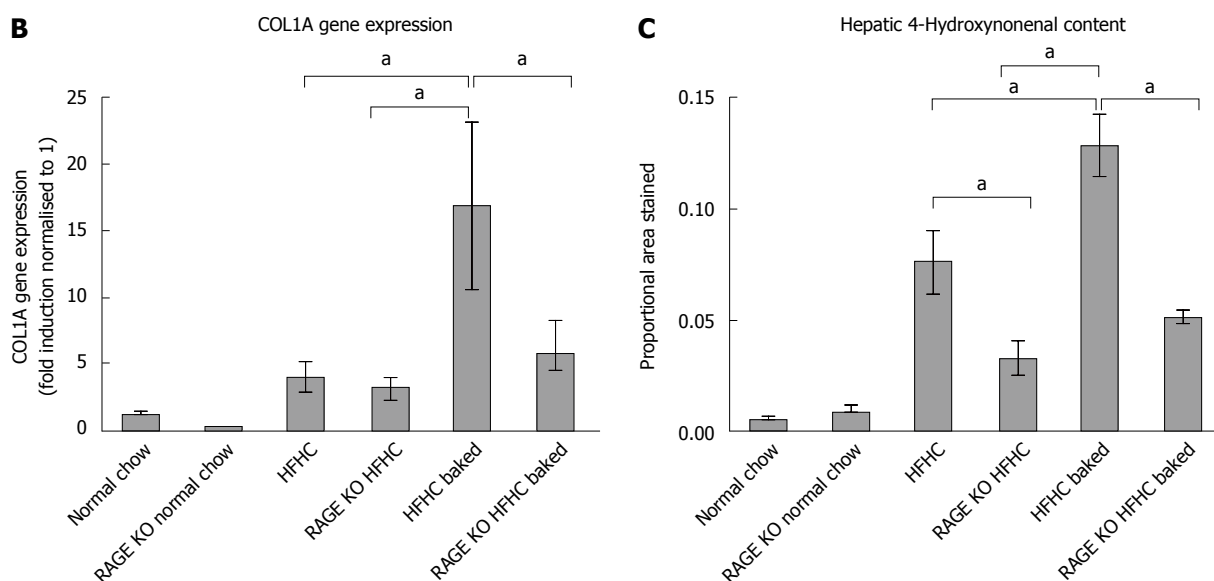 B
COL1A gene expression
a
a
a
COL1A gene expression
(fold induction normalised to 1)
25
20
15
10
5
0
Normal chow
RAGE KO normal chow
HFHC
RAGE KO HFHC
HFHC baked
RAGE KO HFHC baked
C
Hepatic 4-Hydroxynonenal content
a
a
a
a
Proportional area stained
0.15
0.10
0.05
0.00
Normal chow
RAGE KO normal chow
HFHC
RAGE KO HFHC
HFHC baked
RAGE KO HFHC baked